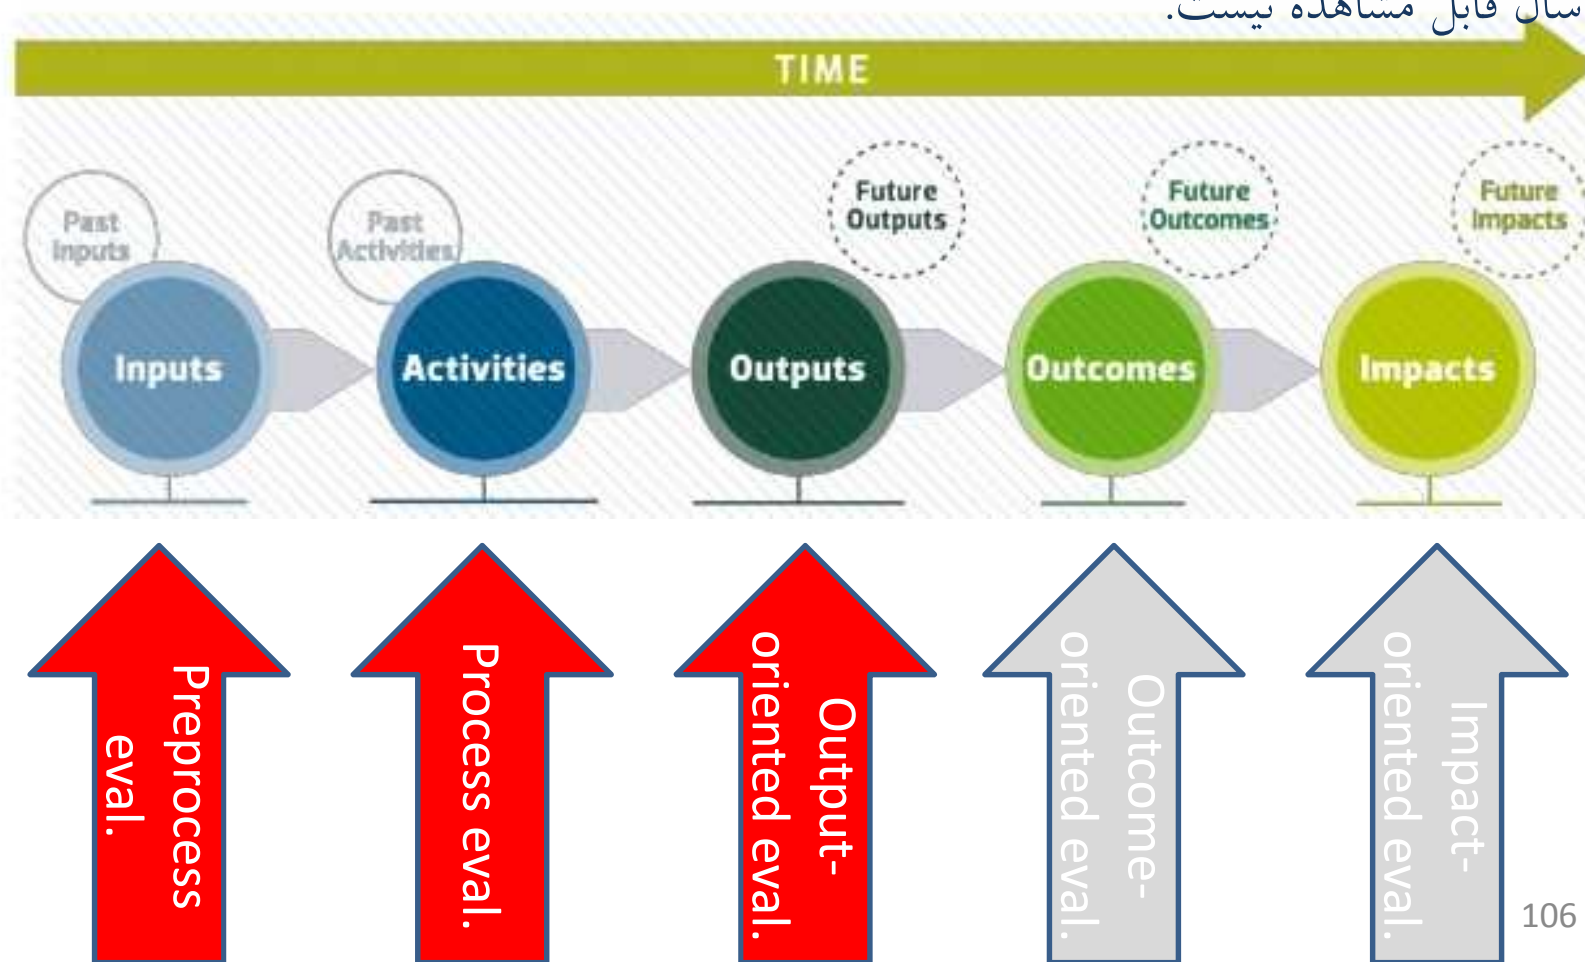 سال قابل مشاهده نیست.
TIME
Past
Inputs
Past
Activities
Future
Outputs
Future
Outcomes
Future
Impacts
Inputs
Activities
Outputs
Outcomes
Impacts
Preprocess
eval.
Process eval.
Output-
oriented eval.
Outcome-
oriented eval.
Impact-
oriented eval.
106